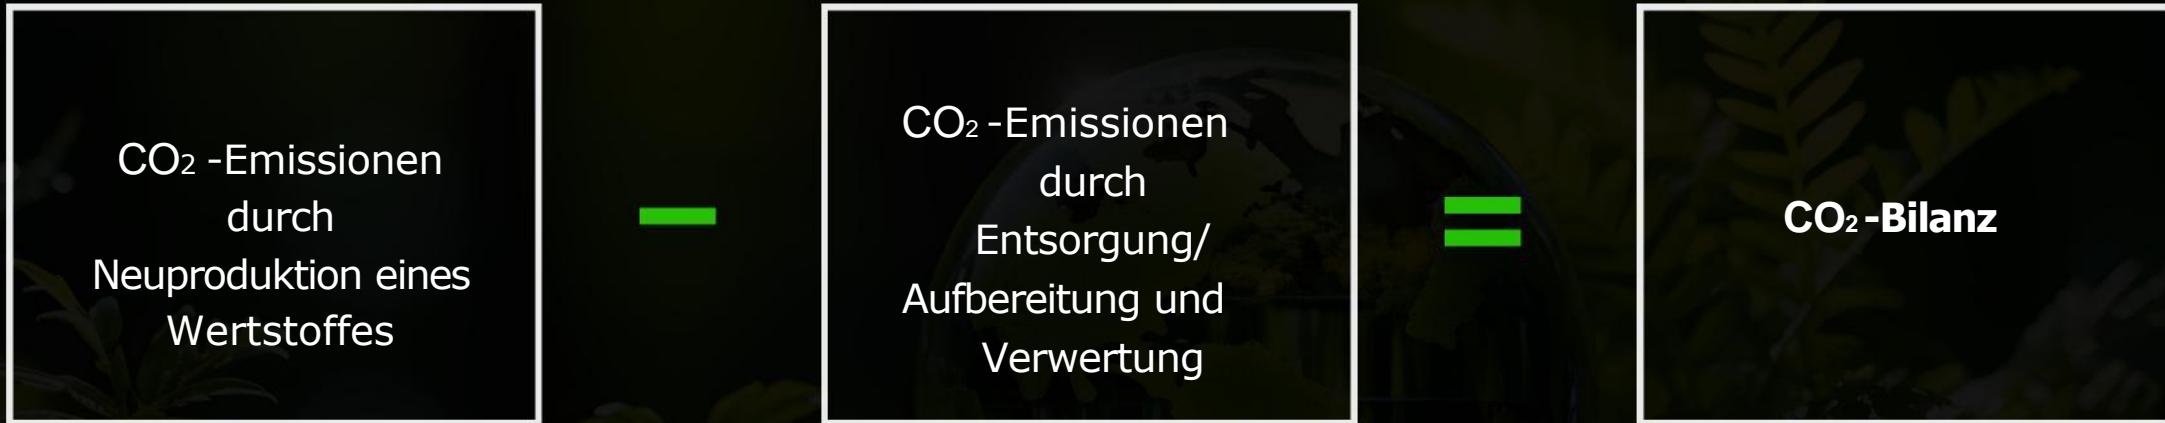 CO₂ -Emissionen
durch
Neuproduktion eines
Wertstoffes
–
CO₂ -Emissionen
durch
Entsorgung/
Aufbereitung und
Verwertung
=
CO₂ -Bilanz